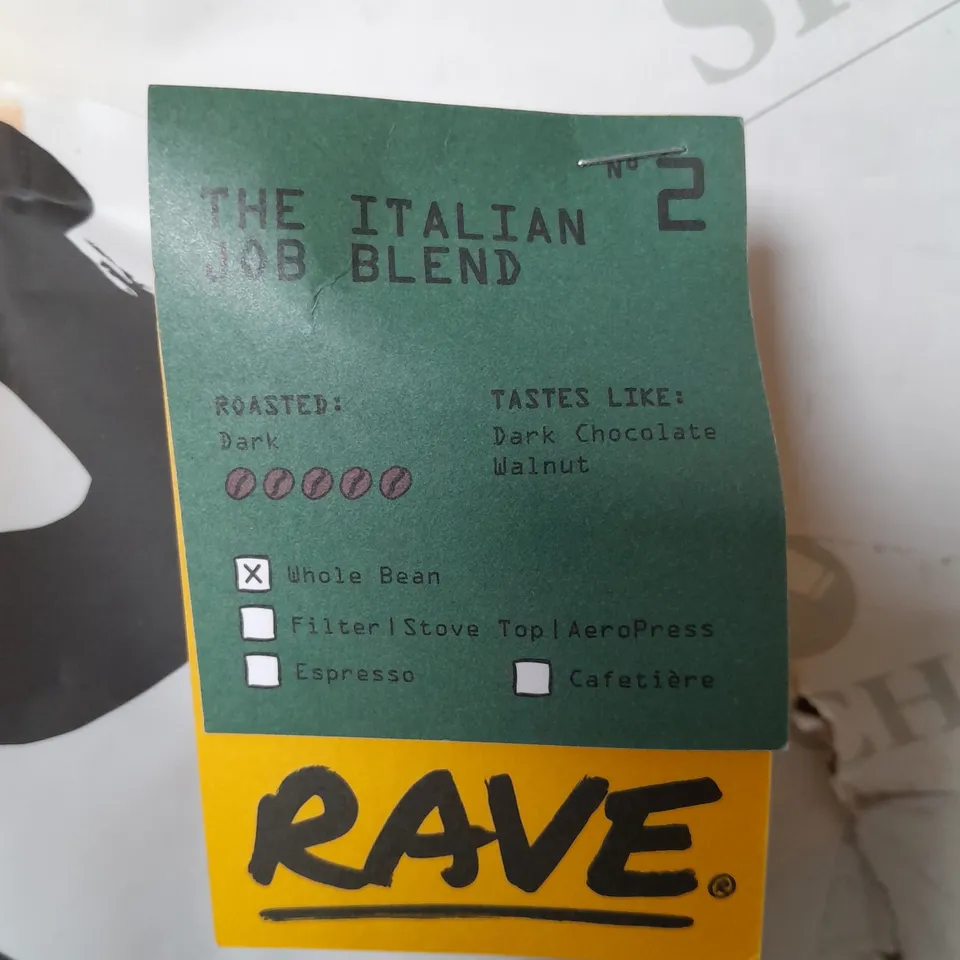 Nº 2
THE ITALIAN
JOB BLEND
ROASTED:
Dark
TASTES LIKE:
Dark Chocolate
Walnut
X Whole Bean
Filter|Stove Top|AeroPress
Espresso
Cafetière
RAVE.®